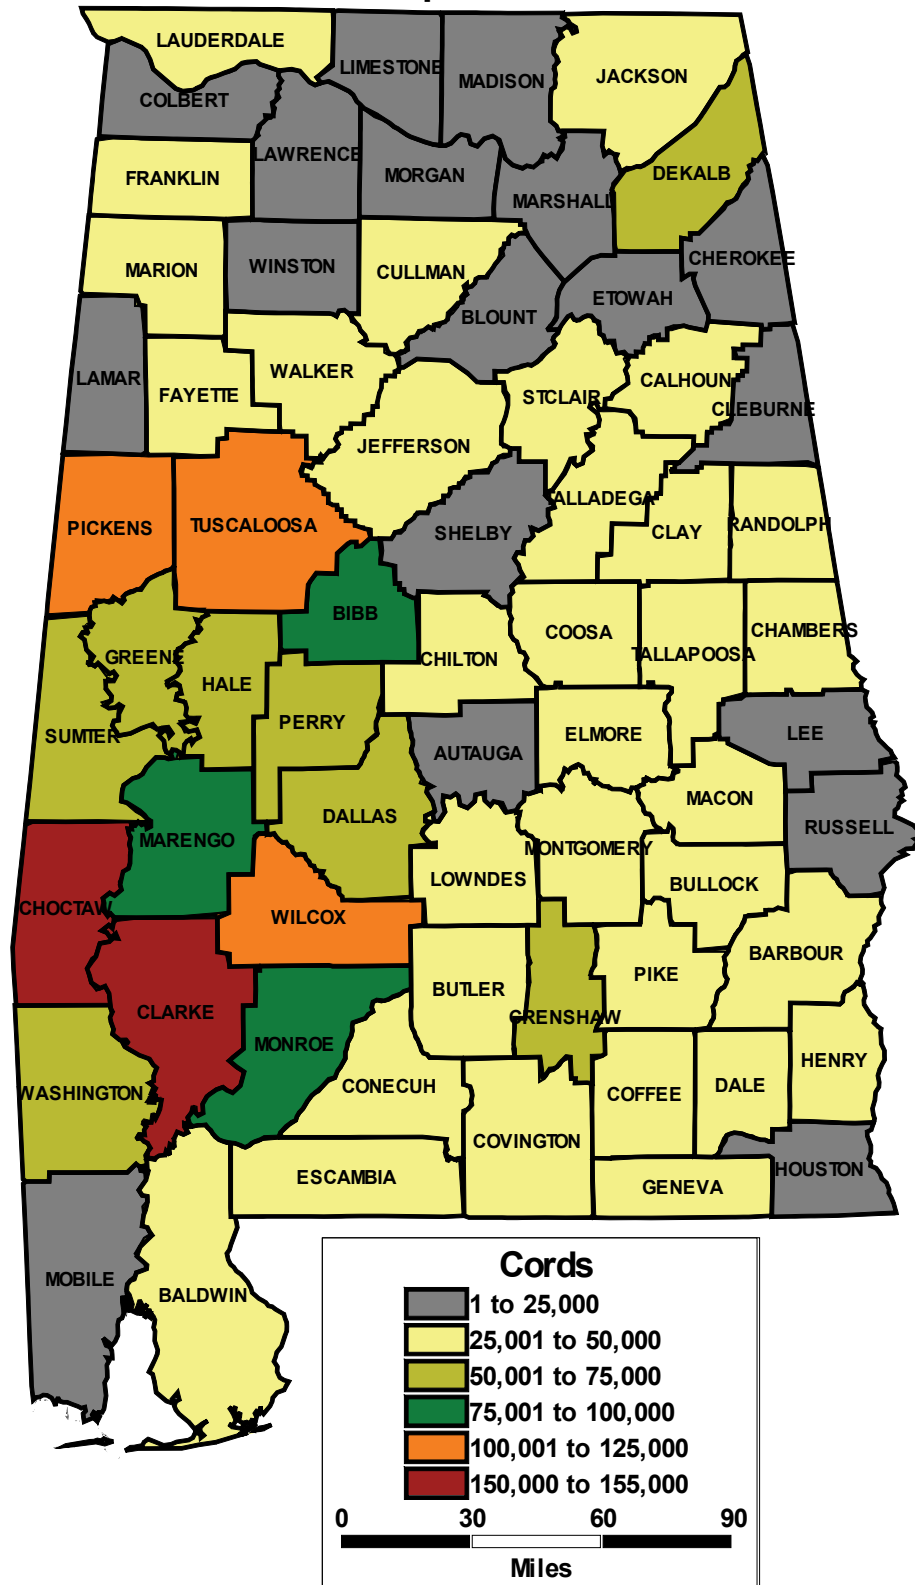 LAUDERDALE
LIMESTONE
MADISON
JACKSON
COLBERT
LAWRENCE
FRANKLIN
MORGAN
DEKALB
MARSHALL
MARION
WINSTON
CULLMAN
CHEROKEE
ETOWAH
BLOUNT
LAMAR
WALKER
FAYETTE
STCLAIR
CALHOUN
CLEBURNE
JEFFERSON
PICKENS
TUSCALOOSA
ALLADEGA
SHELBY
CLAY
RANDOLPH
BIBB
COOSA
CHAMBERS
GREENE
HALE
CHILTON
TALLAPOOSA
SUMTER
PERRY
ELMORE
LEE
AUTAUGA
MACON
DALLAS
RUSSELL
MARENGO
MONTGOMERY
LOWNDES
BULLOCK
CHOCTAW
WILCOX
BARBOUR
PIKE
BUTLER
CLARKE
CRENSHAW
MONROE
HENRY
WASHINGTON
CONECUH
COFFEE
DALE
COVINGTON
HOUSTON
ESCAMBIA
GENEVA
MOBILE
BALDWIN
Cords
1 to 25,000
25,001 to 50,000
50,001 to 75,000
75,001 to 100,000
100,001 to 125,000
150,000 to 155,000
0 30 60 90
Miles